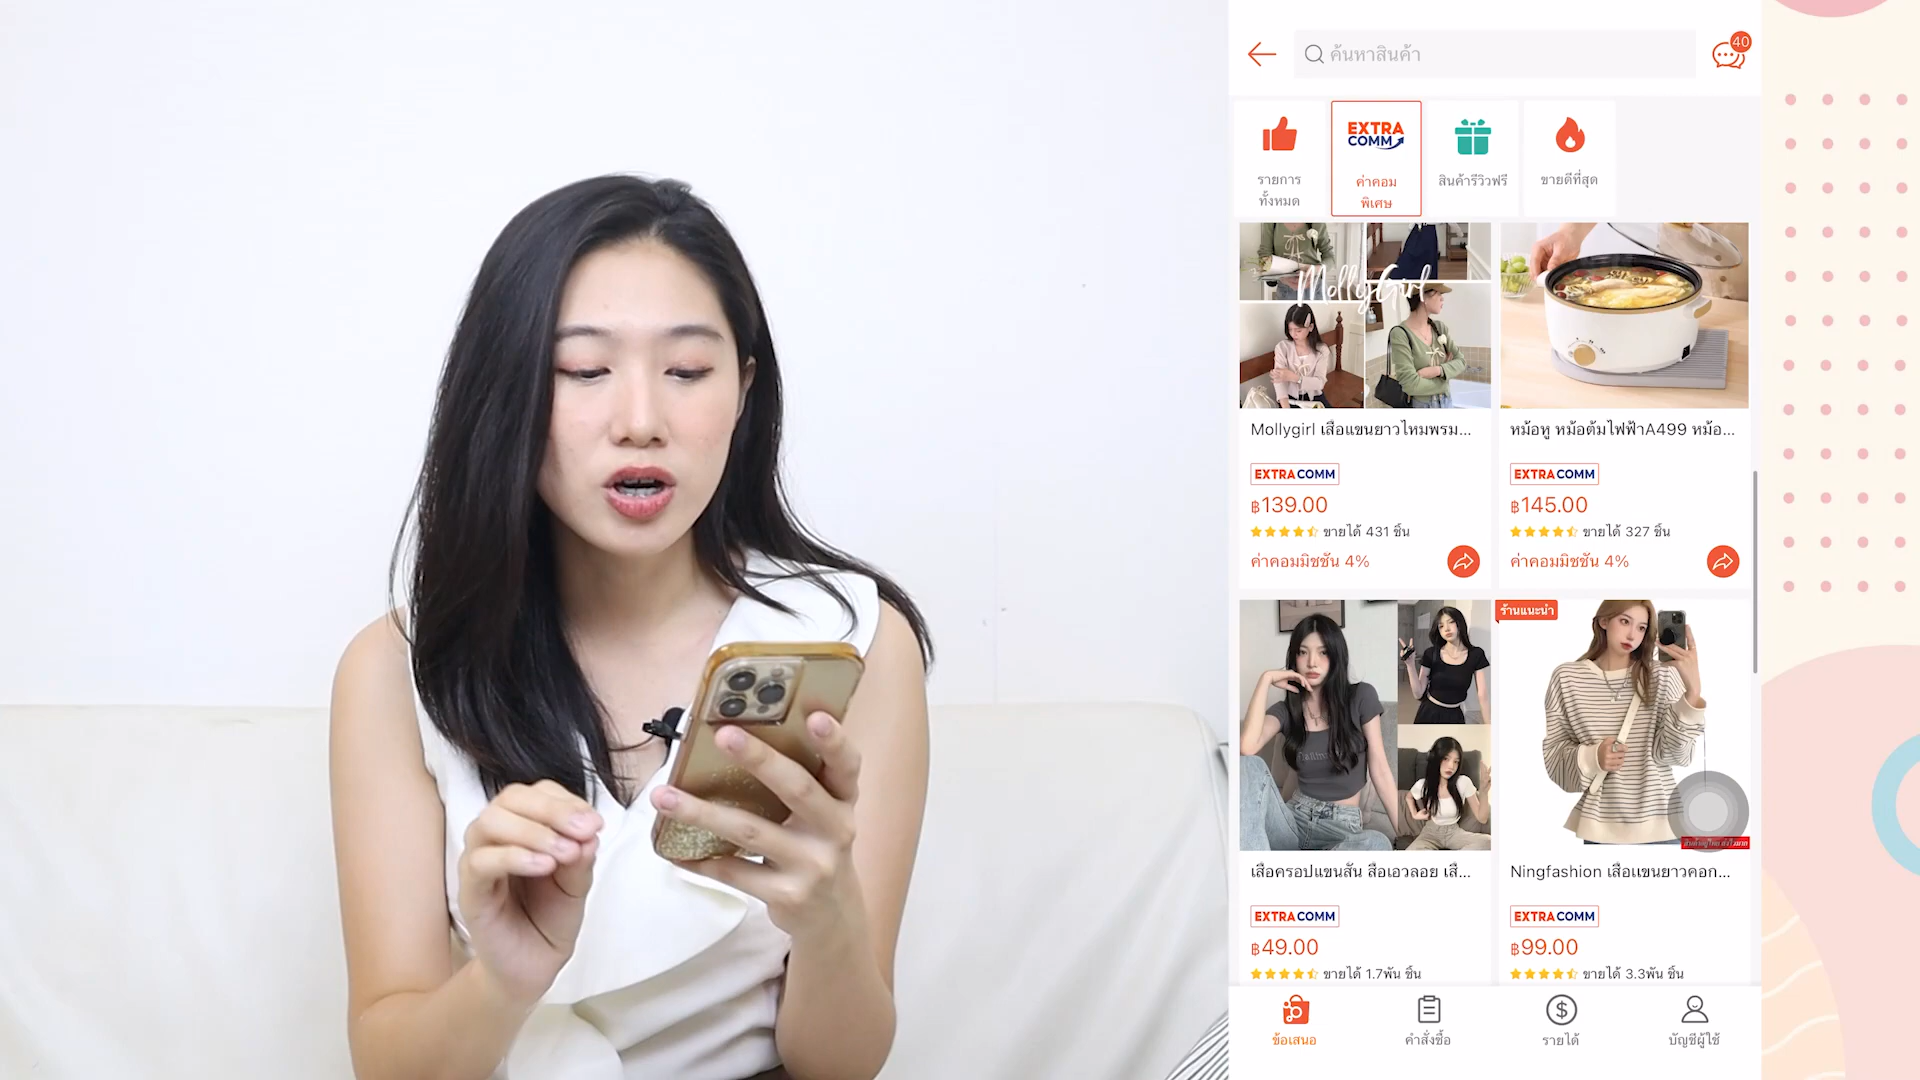 ค้นหาสินค้า
40
รายการ
ทั้งหมด
EXTRA
COMM
ค่าคอม
พิเศษ
สินค้ารีวิวฟรี
ขายดีที่สุด
MollyGirl
Mollygirl เสื้อแขนยาวไหมพรม...
EXTRA COMM
฿139.00
ขายได้ 431 ชิ้น
ค่าคอมมิชชัน 4%
หม้อหู หม้อต้มไฟฟ้าA499 หม้อ...
EXTRA COMM
฿145.00
ขายได้ 327 ชิ้น
ค่าคอมมิชชัน 4%
เสื้อครอปแขนสั้น สื้อเอวลอย เสื้...
EXTRA COMM
฿49.00
ขายได้ 1.7พัน ชิ้น
ร้านแนะนำ
Ningfashion เสื้อแขนยาวคอก...
EXTRA COMM
฿99.00
ขายได้ 3.3พัน ชิ้น
ข้อเสนอ
คำสั่งซื้อ
รายได้
บัญชีผู้ใช้